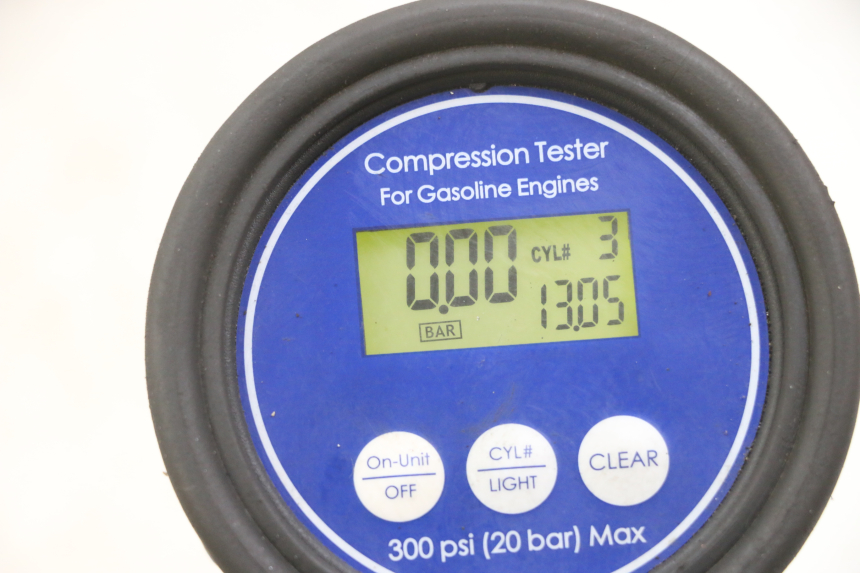 Compression Tester
For Gasoline Engines
0.00 CYL# 3
BAR 13.05
On-Unit
OFF
CYL#
LIGHT
CLEAR
300 psi (20 bar) Max